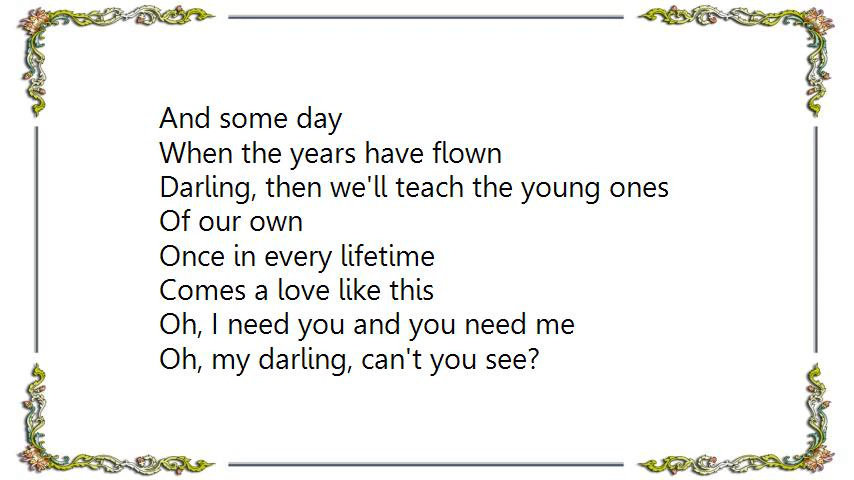 And some day
When the years have flown
Darling, then we'll teach the young ones
Of our own
Once in every lifetime
Comes a love like this
Oh, I need you and you need me
Oh, my darling, can't you see?